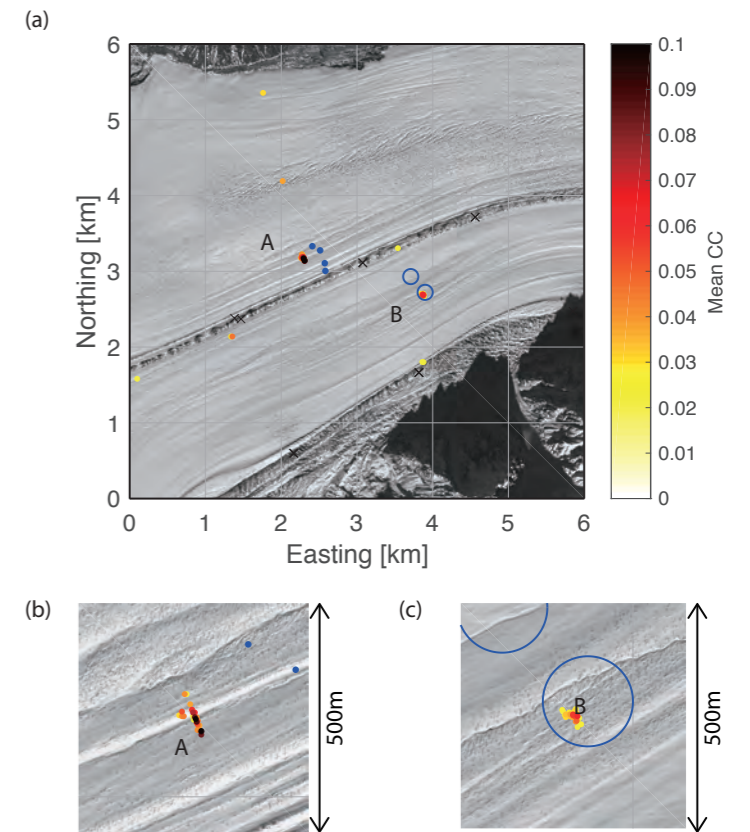 (a)
6
5
4
3
2
1
0
Northing [km]
A
B
0 1 2 3 4 5 6
Easting [km]
0.1
0.09
0.08
0.07
0.06
0.05
0.04
0.03
0.02
0.01
0
Mean CC
(b)
A
500m
(c)
B
500m